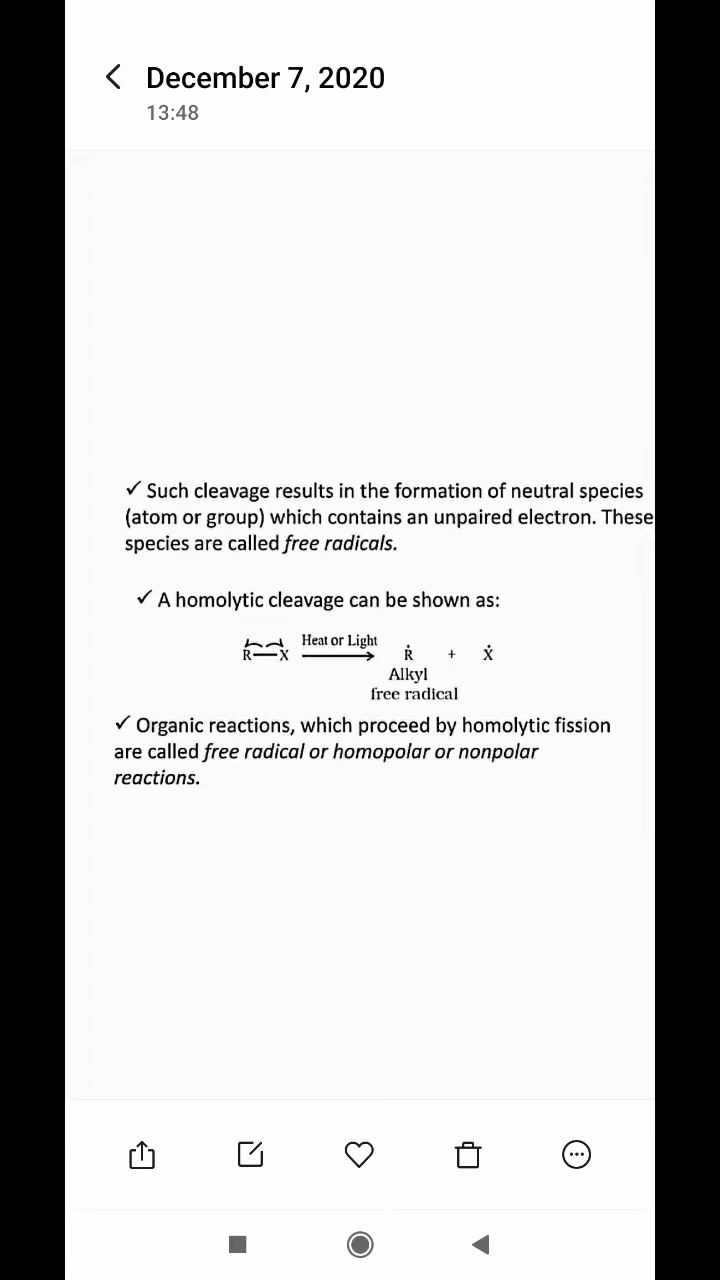 December 7, 2020
13:48
✓ Such cleavage results in the formation of neutral species
(atom or group) which contains an unpaired electron. These
species are called free radicals.
✓ A homolytic cleavage can be shown as:
R—X Heat or Light Ṙ + Ẋ
Alkyl
free radical
✓ Organic reactions, which proceed by homolytic fission
are called free radical or homopolar or nonpolar
reactions.